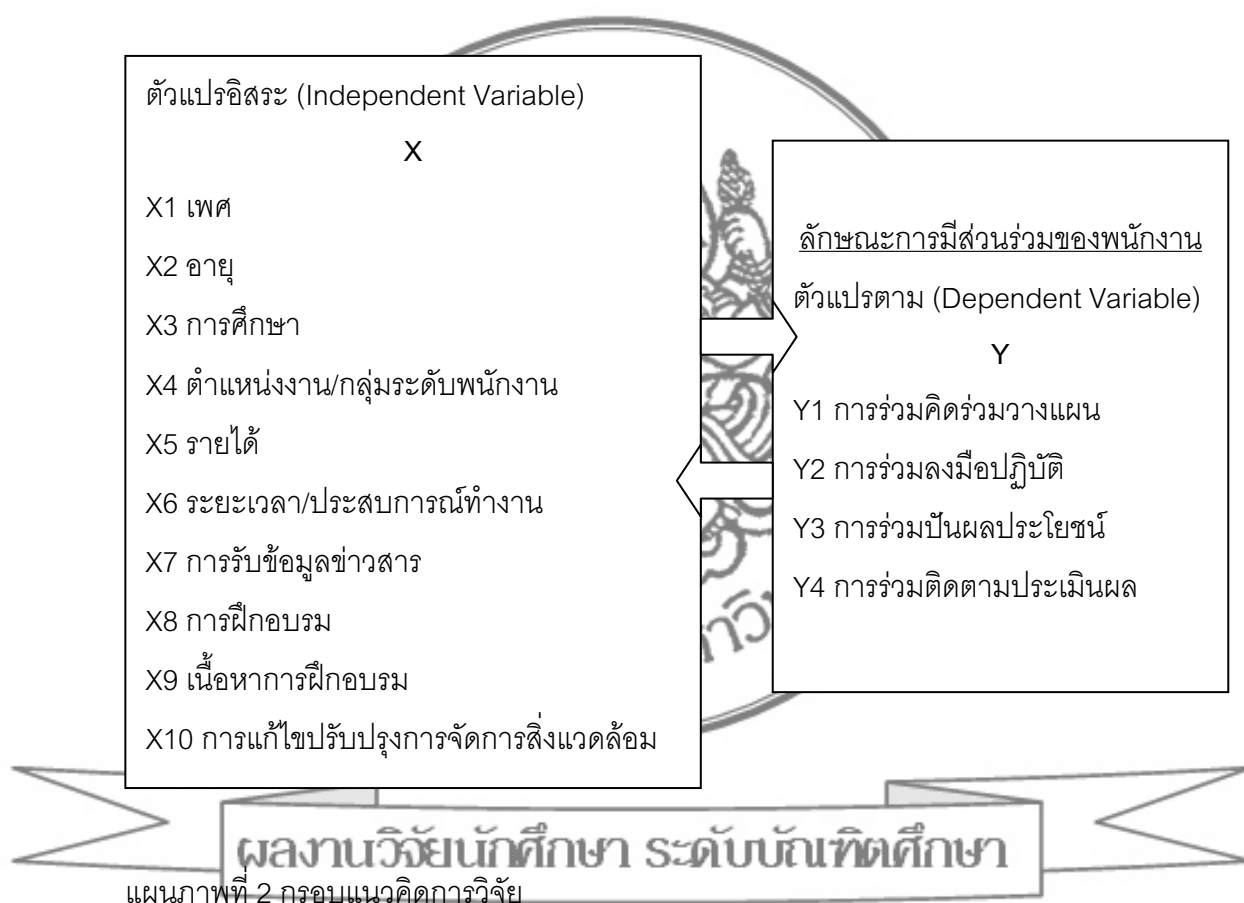 ตัวแปรอิสระ (Independent Variable)
X
X1 เพศ
X2 อายุ
X3 การศึกษา
X4 ตำแหน่งงาน/กลุ่มระดับพนักงาน
X5 รายได้
X6 ระยะเวลา/ประสบการณ์ทำงาน
X7 การรับข้อมูลข่าวสาร
X8 การฝึกอบรม
X9 เนื้อหาการฝึกอบรม
X10 การแก้ไขปรับปรุงการจัดการสิ่งแวดล้อม
ลักษณะการมีส่วนร่วมของพนักงาน
ตัวแปรตาม (Dependent Variable)
Y
Y1 การร่วมคิดร่วมวางแผน
Y2 การร่วมลงมือปฏิบัติ
Y3 การร่วมปันผลประโยชน์
Y4 การร่วมติดตามประเมินผล
ผลงานวิจัยนักศึกษา ระดับบัณฑิตศึกษา
แผนภาพที่ 2 กรอบแนวคิดการวิจัย